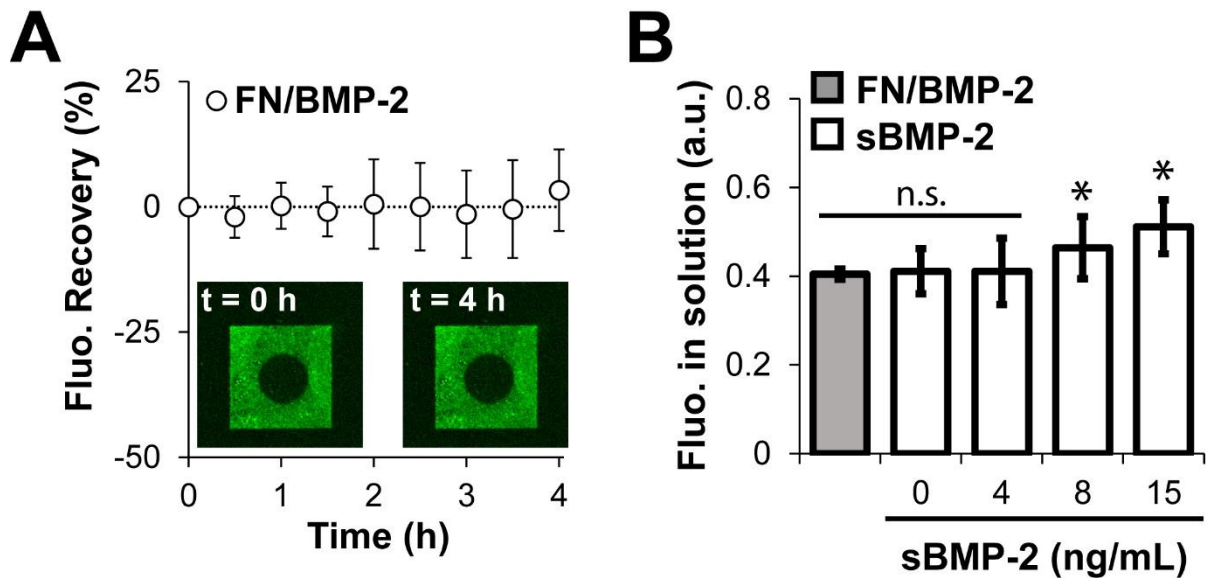 A
Fluo. Recovery (%)
25
0
-25
-50
FN/BMP-2
t = 0 h
t = 4 h
0 1 2 3 4
Time (h)
B
Fluo. in solution (a.u.)
0.8
0.6
0.4
0.2
0
FN/BMP-2
sBMP-2
n.s.
*
*
0 4 8 15
sBMP-2 (ng/mL)